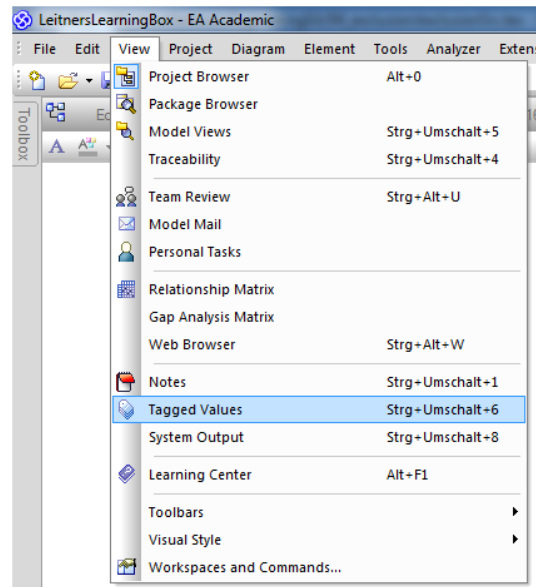 LeitnersLearningBox - EA Academic
File Edit View Project Diagram Element Tools Analyzer Exten
Toolbox
Project Browser Alt+0
Package Browser
Model Views Strg+Umschalt+5
Traceability Strg+Umschalt+4
Team Review Strg+Alt+U
Model Mail
Personal Tasks
Relationship Matrix
Gap Analysis Matrix
Web Browser Strg+Alt+W
Notes Strg+Umschalt+1
Tagged Values Strg+Umschalt+6
System Output Strg+Umschalt+8
Learning Center Alt+F1
Toolbars
Visual Style
Workspaces and Commands...